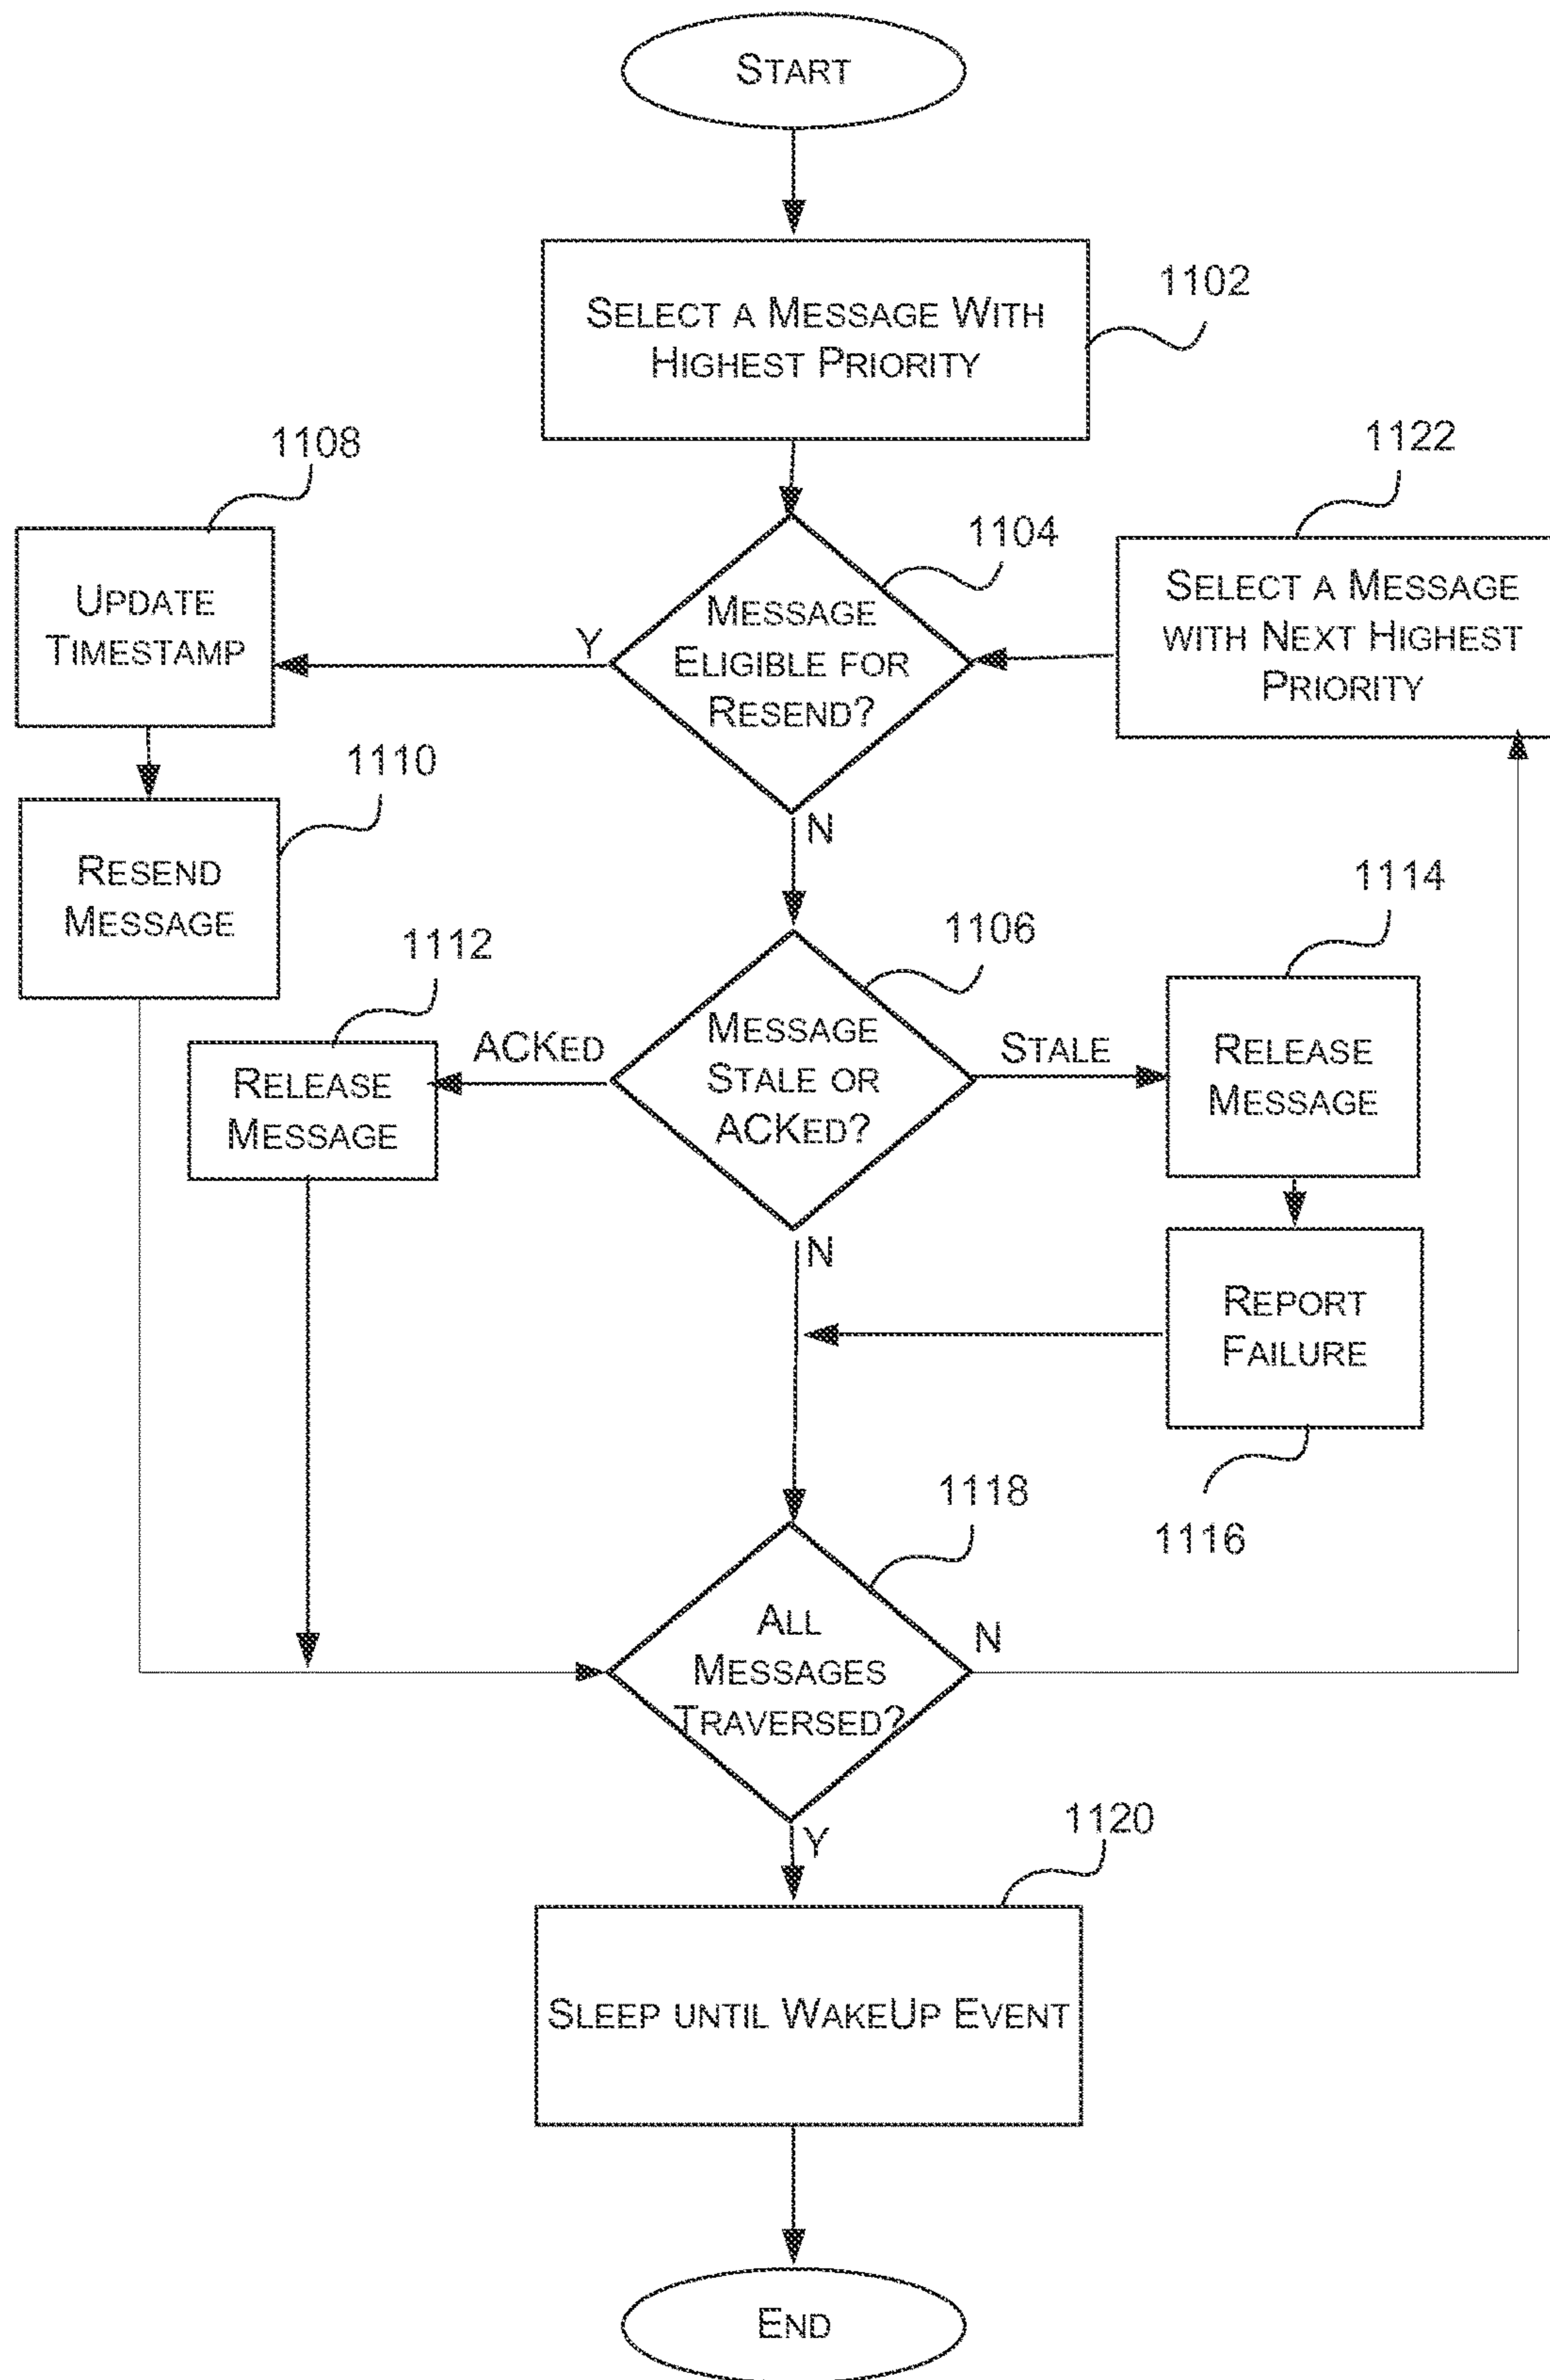 START
SELECT A MESSAGE WITH
HIGHEST PRIORITY
1102
1108
1122
UPDATE
TIMESTAMP
Y
MESSAGE
ELIGIBLE FOR
RESEND?
1104
SELECT A MESSAGE
WITH NEXT HIGHEST
PRIORITY
N
1110
RESEND
MESSAGE
1112
RELEASE
MESSAGE
ACKED
MESSAGE
STALE OR
ACKED?
1106
STALE
1114
RELEASE
MESSAGE
N
REPORT
FAILURE
1116
1118
ALL
MESSAGES
TRAVERSED?
N
Y
1120
SLEEP UNTIL WAKEUP EVENT
END